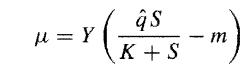 μ = Y ( q̂ S / (K + S) − m )